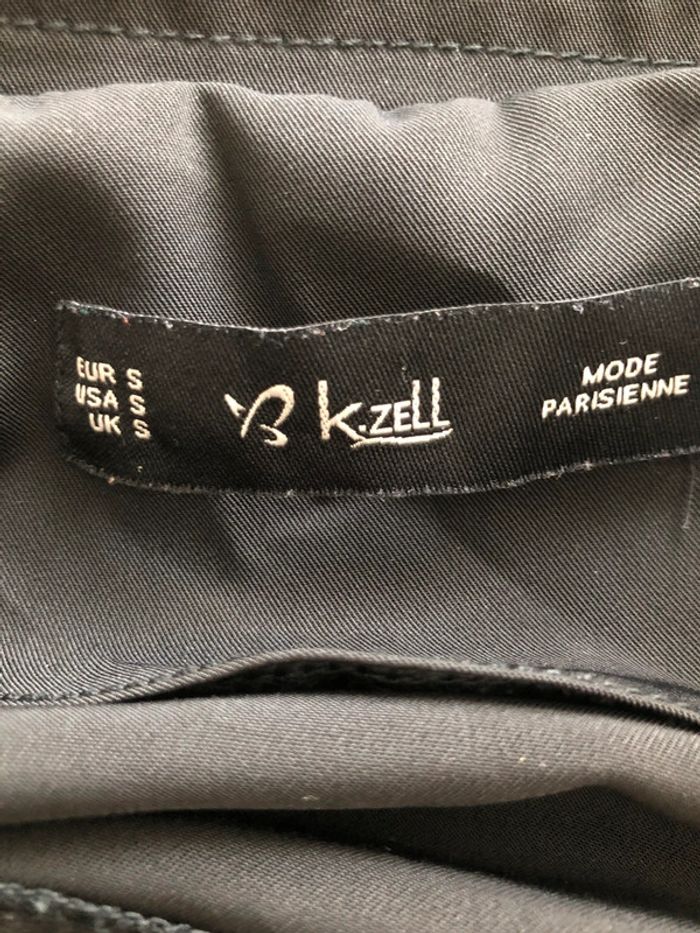 EUR S
USA S
UK S
K.ZELL
MODE
PARISIENNE